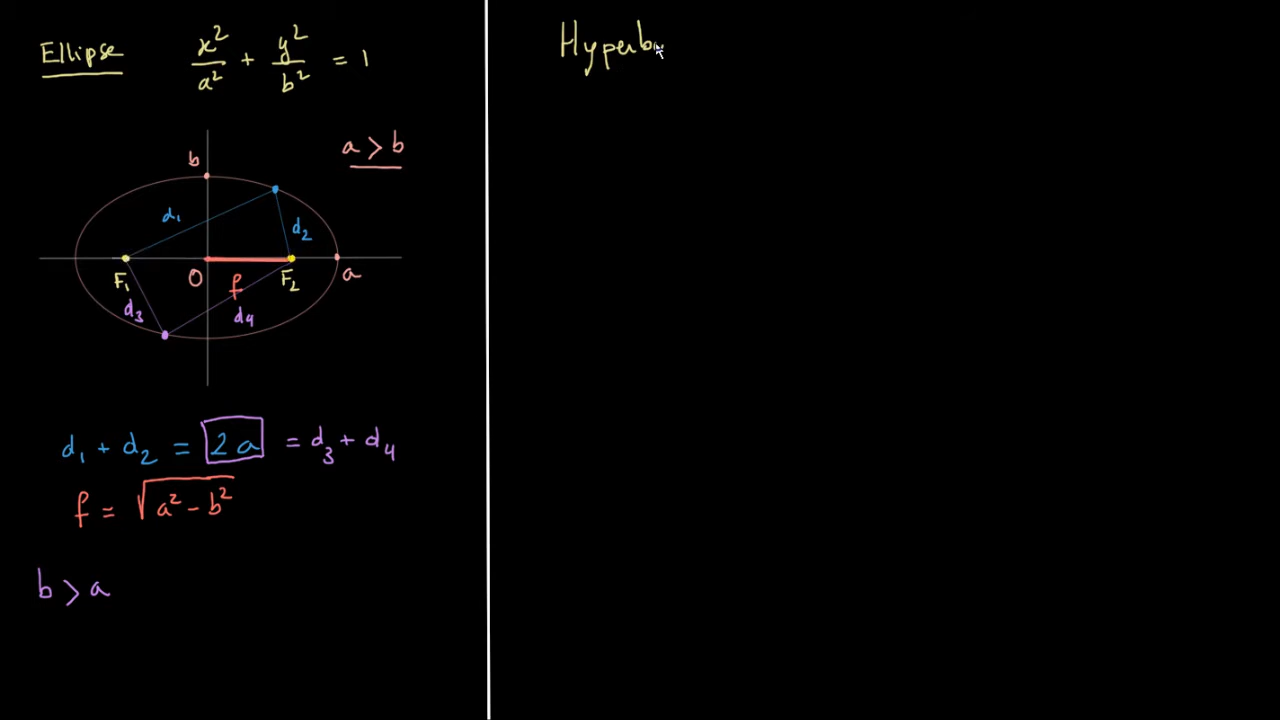 Ellipse x²/a² + y²/b² = 1
a > b
b
d₁
d₂
F₁ O f F₂ a
d₃ d₄
d₁ + d₂ = 2a = d₃ + d₄
f = √(a² - b²)
b > a
Hyperb